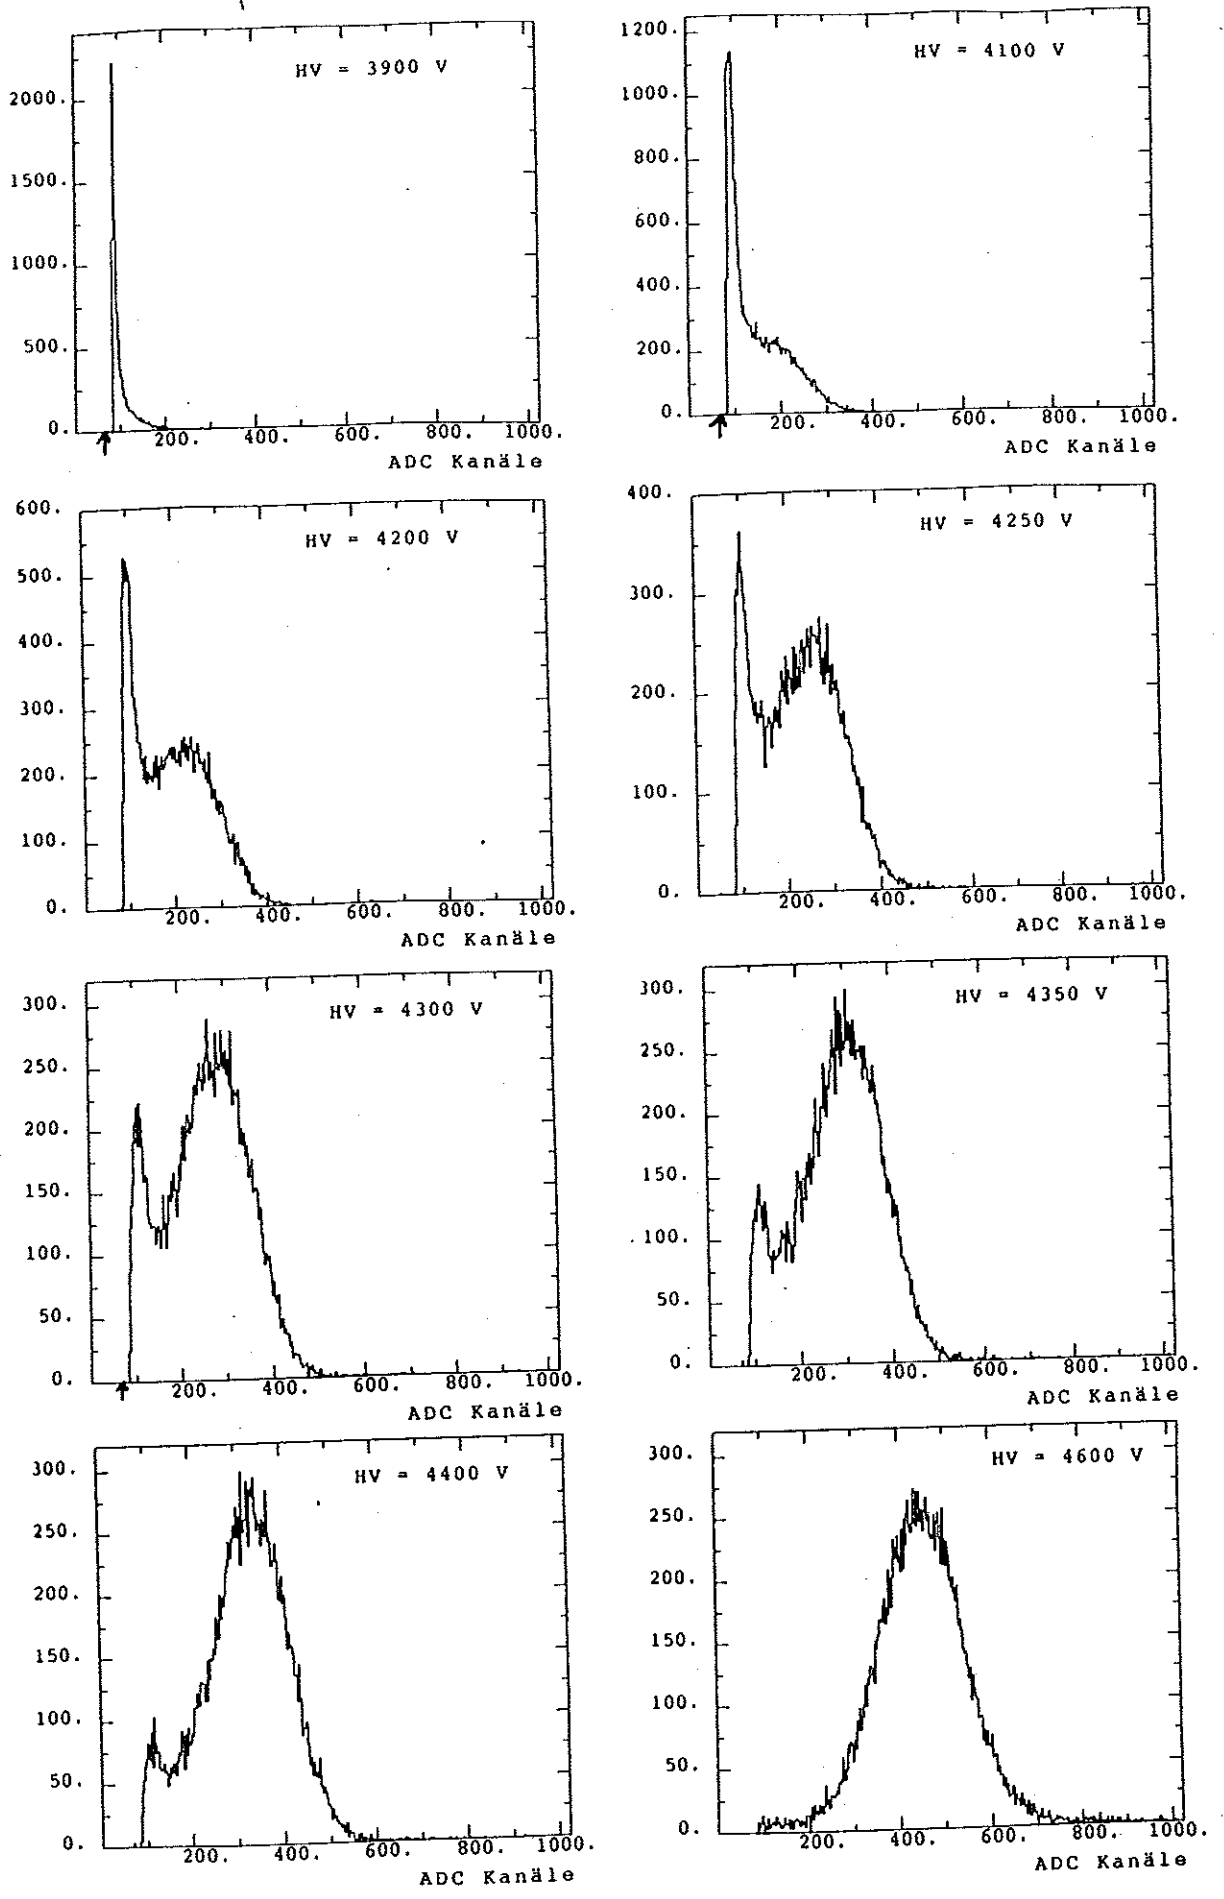 HV = 3900 V
2000.
1500.
1000.
500.
0.
200. 400. 600. 800. 1000.
ADC Kanäle
HV = 4100 V
1200.
1000.
800.
600.
400.
200.
0.
200. 400. 600. 800. 1000.
ADC Kanäle
HV = 4200 V
600.
500.
400.
300.
200.
100.
0.
200. 400. 600. 800. 1000.
ADC Kanäle
HV = 4250 V
400.
300.
200.
100.
0.
200. 400. 600. 800. 1000.
ADC Kanäle
HV = 4300 V
300.
250.
200.
150.
100.
50.
0.
200. 400. 600. 800. 1000.
ADC Kanäle
HV = 4350 V
300.
250.
200.
150.
100.
50.
0.
200. 400. 600. 800. 1000.
ADC Kanäle
HV = 4400 V
300.
250.
200.
150.
100.
50.
0.
200. 400. 600. 800. 1000.
ADC Kanäle
HV = 4600 V
300.
250.
200.
150.
100.
50.
0.
200. 400. 600. 800. 1000.
ADC Kanäle